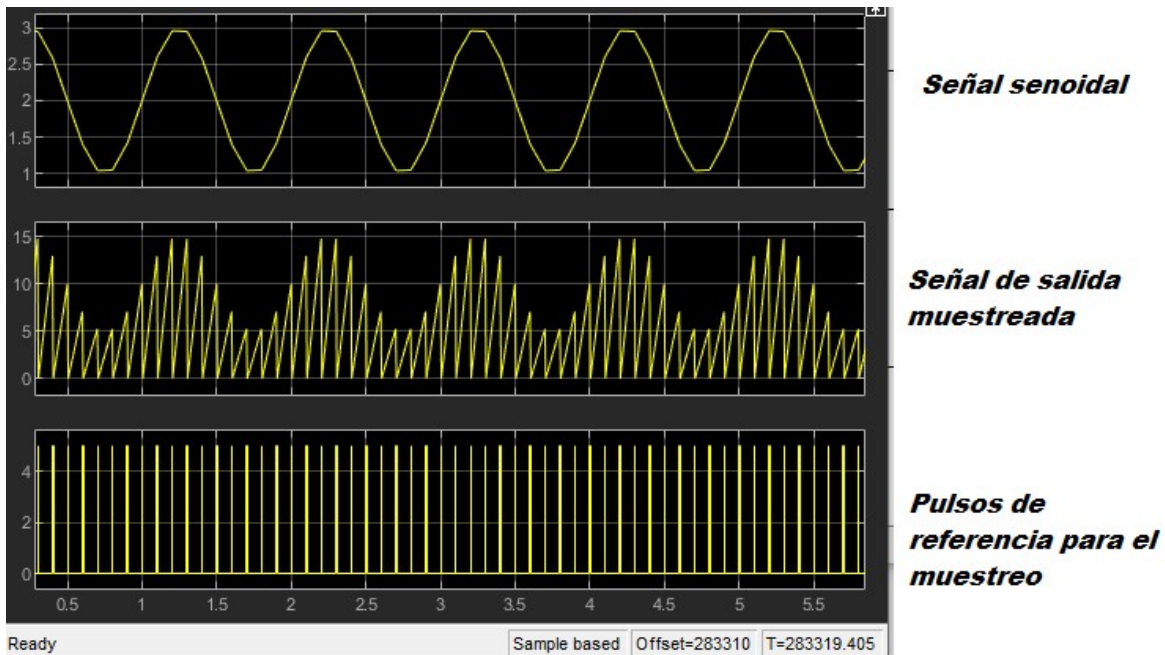 3
2.5
2
1.5
1
Señal senoidal
15
10
5
0
Señal de salida
muestreada
4
2
0
Pulsos de
referencia para el
muestreo
0.5 1 1.5 2 2.5 3 3.5 4 4.5 5 5.5
Ready Sample based Offset=283310 T=283319.405